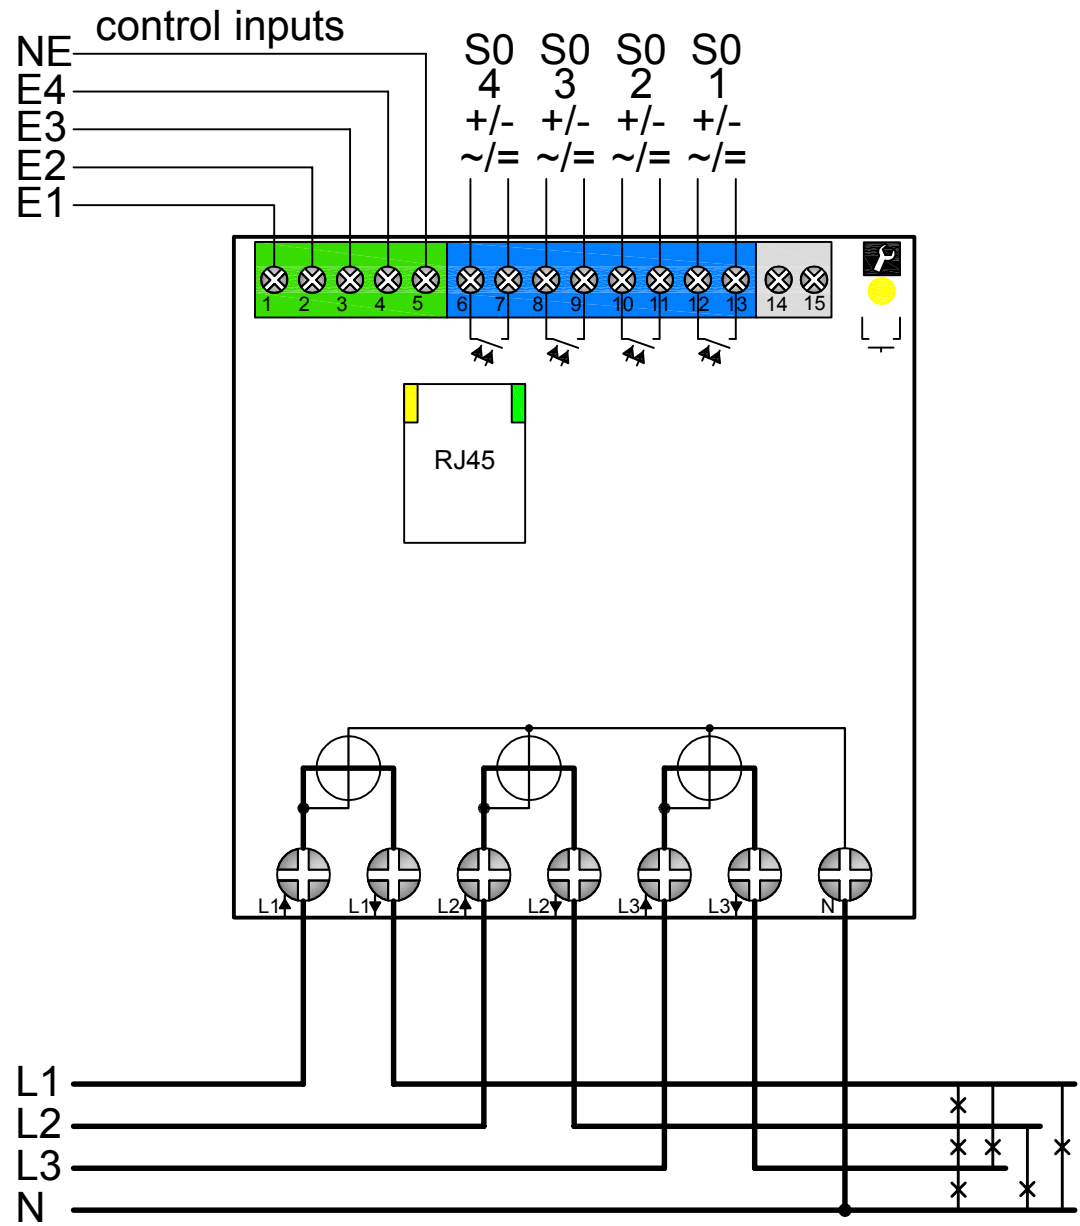 control inputs
NE
E4
E3
E2
E1
S0 S0 S0 S0
4 3 2 1
+/- +/- +/- +/-
~/= ~/= ~/= ~/=
1 2 3 4 5 6 7 8 9 10 11 12 13 14 15
RJ45
L1 L1 L2 L2 L3 L3 N
L1
L2
L3
N